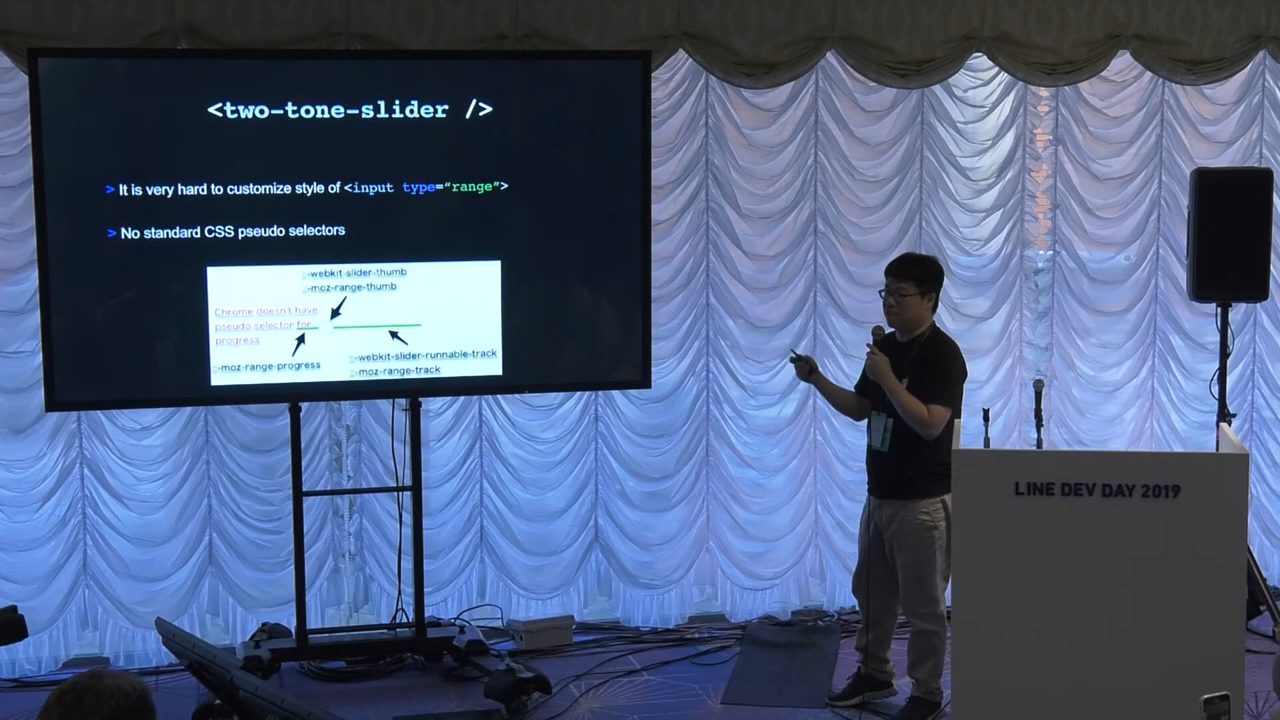 <two-tone-slider />
> It is very hard to customize style of <input type="range">
> No standard CSS pseudo selectors
::-webkit-slider-thumb
::-moz-range-thumb
Chrome doesn't have
pseudo selector for
progress
::-moz-range-progress
::-webkit-slider-runnable-track
::-moz-range-track
LINE DEV DAY 2019